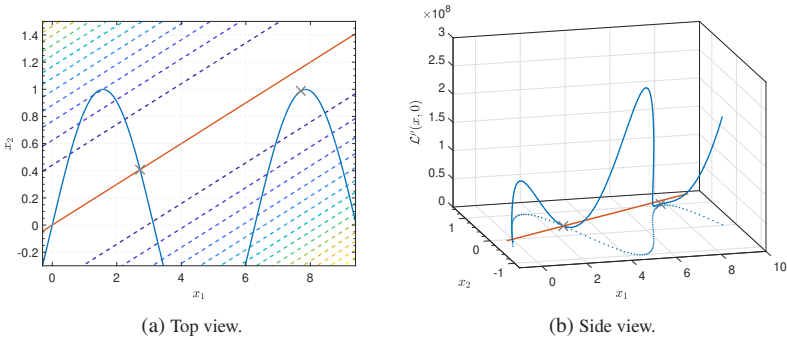 1.4
1.2
1
0.8
0.6
0.4
0.2
0
-0.2
x₂
0 2 4 6 8
x₁
(a) Top view.
×10⁸
3
2.5
2
1.5
1
0.5
0
ℒᵖ(x, 0)
1
0
-1
x₂
0 2 4 6 8 10
x₁
(b) Side view.